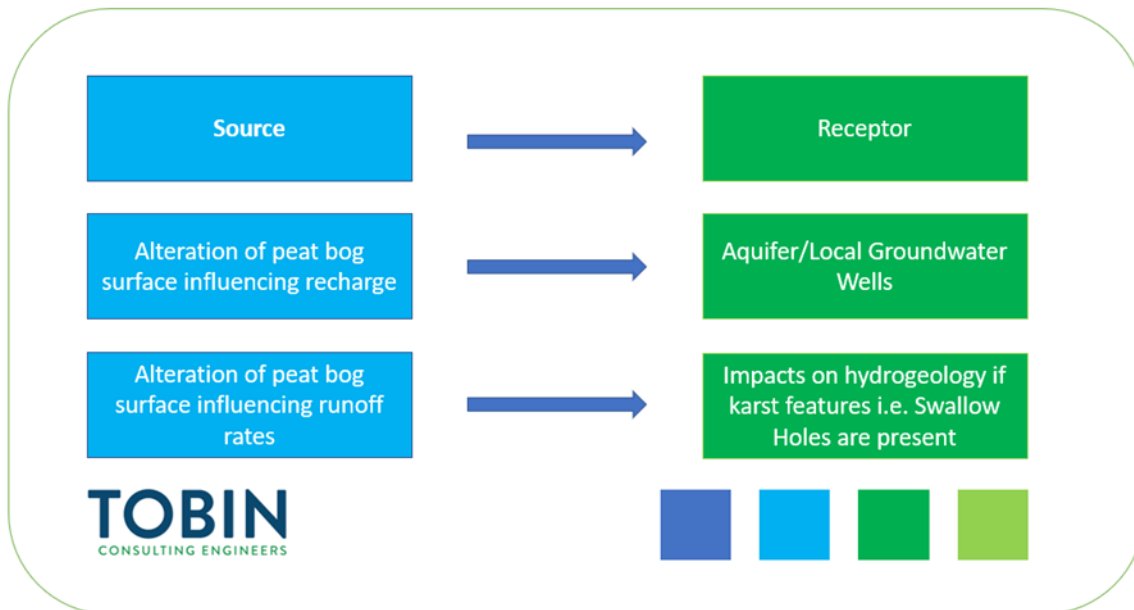 Source
Receptor
Alteration of peat bog
surface influencing recharge
Aquifer/Local Groundwater
Wells
Alteration of peat bog
surface influencing runoff
rates
Impacts on hydrogeology if
karst features i.e. Swallow
Holes are present
TOBIN
CONSULTING ENGINEERS